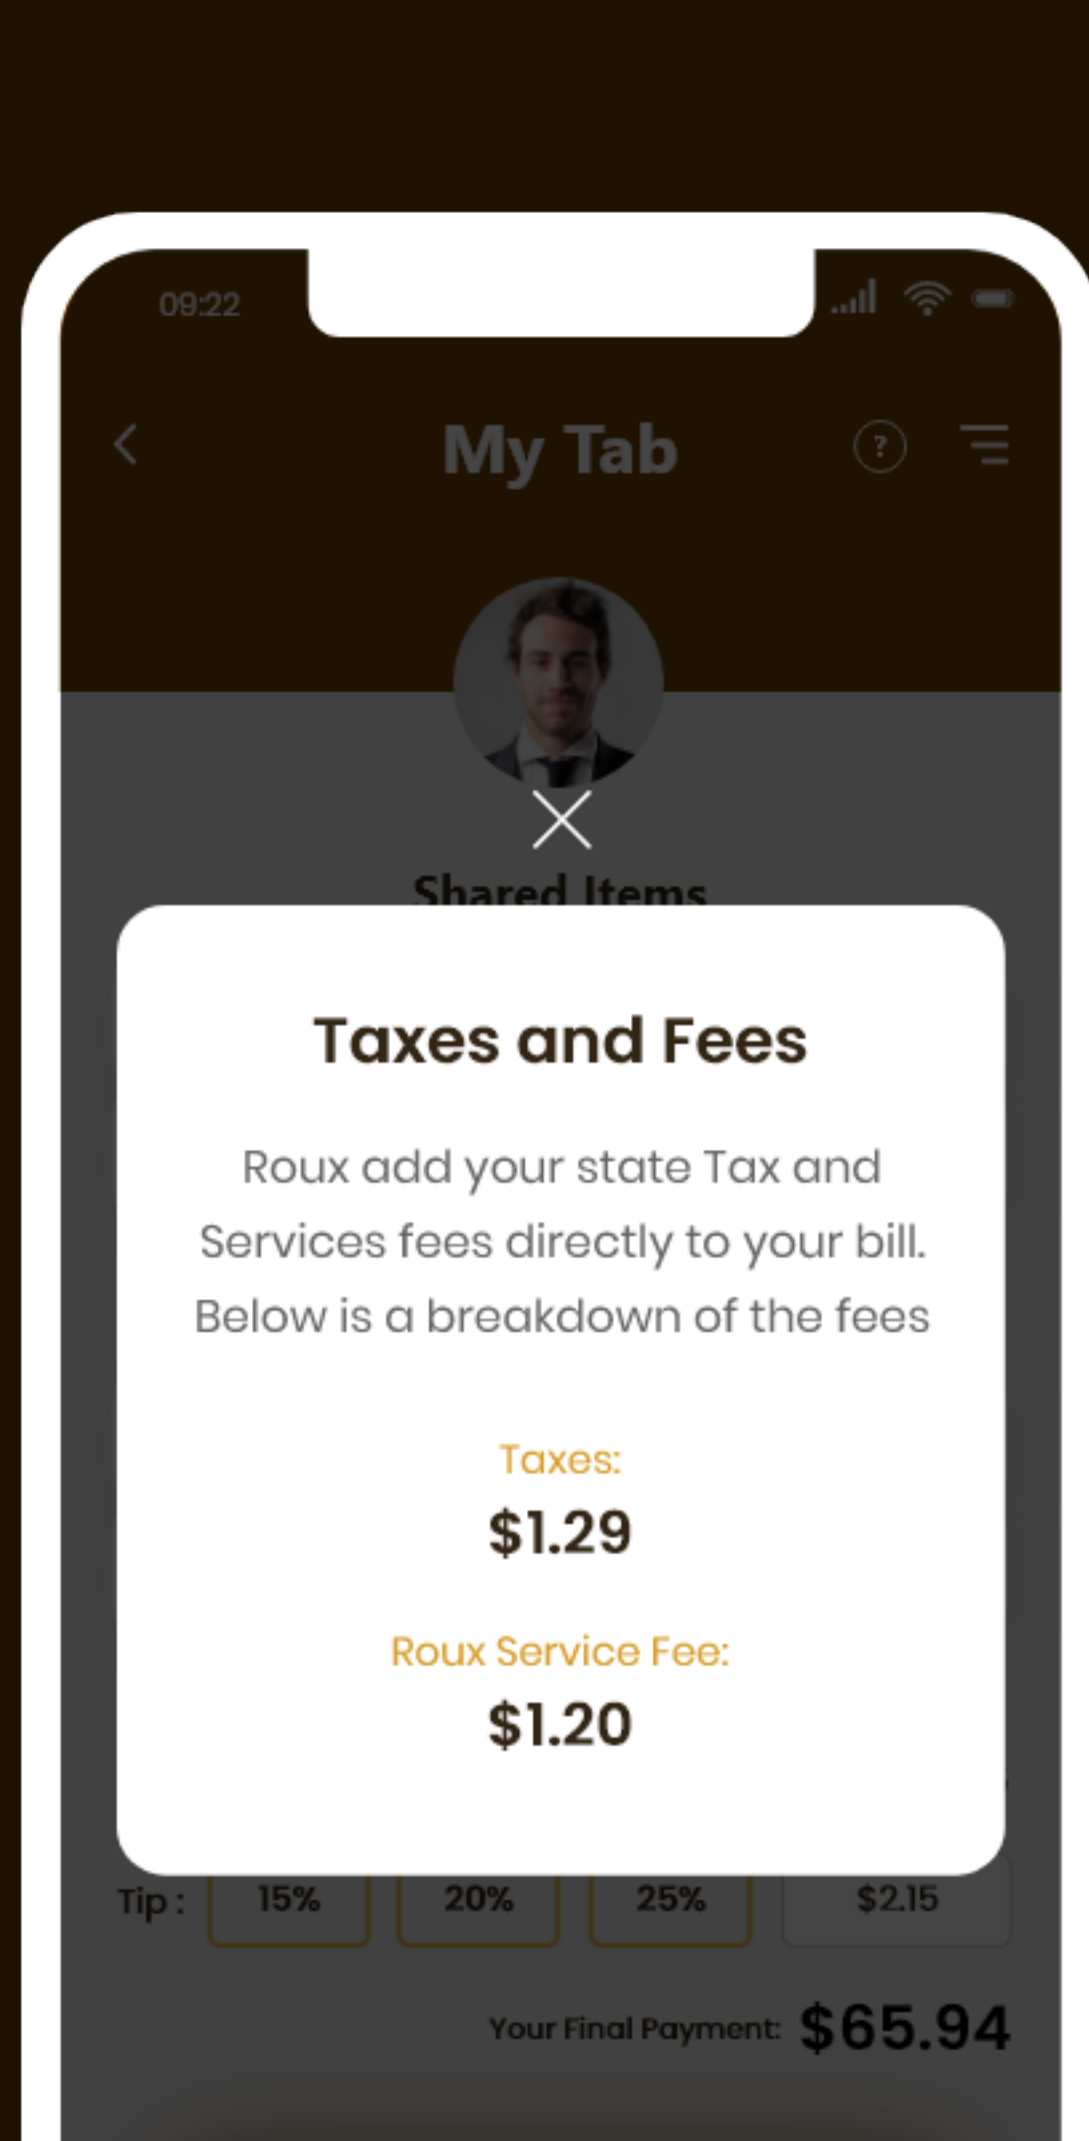 09:22
My Tab
?
Shared Items
Taxes and Fees
Roux add your state Tax and
Services fees directly to your bill.
Below is a breakdown of the fees
Taxes:
$1.29
Roux Service Fee:
$1.20
Tip : 15% 20% 25% $2.15
Your Final Payment: $65.94